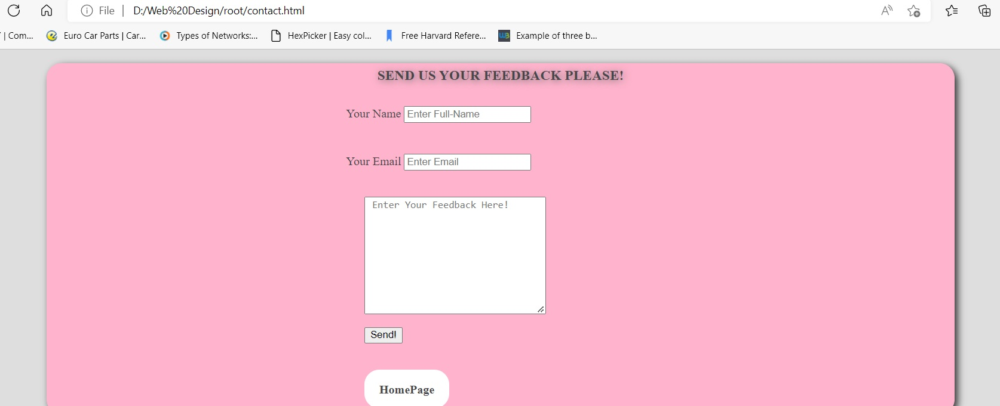 File | D:/Web%20Design/root/contact.html
| Com... Euro Car Parts | Car... Types of Networks:... HexPicker | Easy col... Free Harvard Refere... Example of three b...
SEND US YOUR FEEDBACK PLEASE!
Your Name Enter Full-Name
Your Email Enter Email
Enter Your Feedback Here!
Send!
HomePage